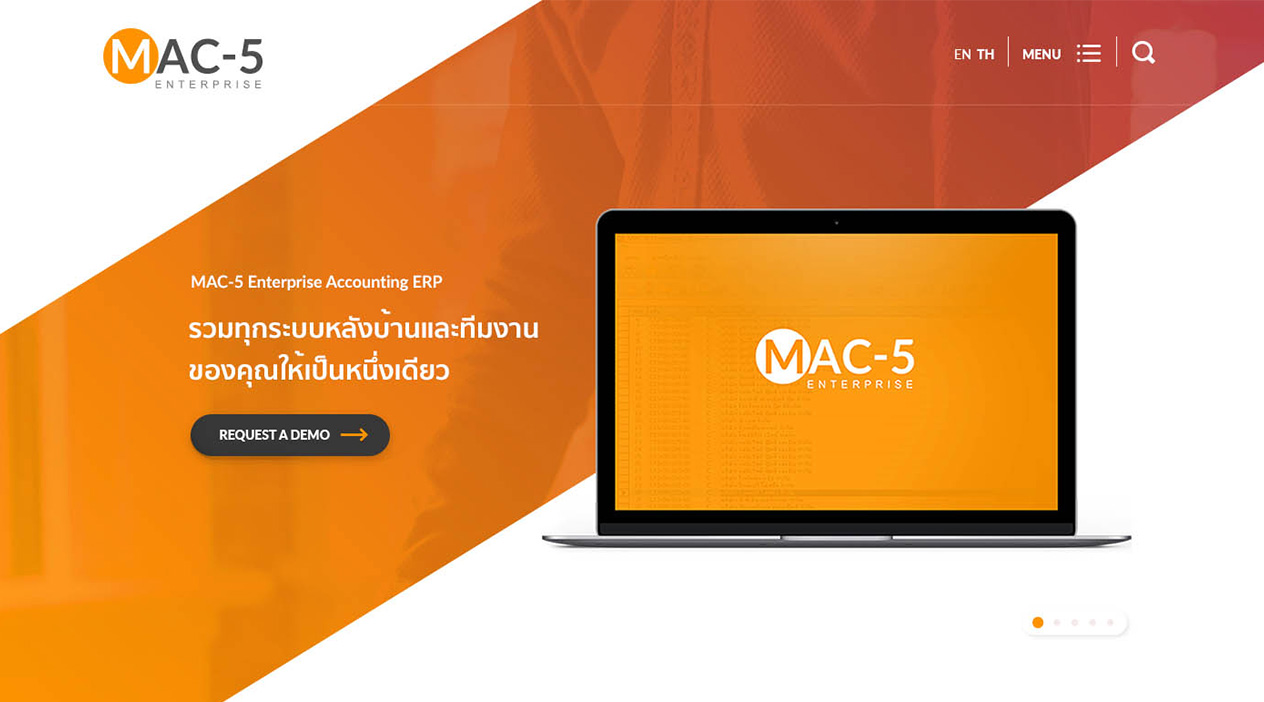 MAC-5
ENTERPRISE
EN TH
MENU
MAC-5 Enterprise Accounting ERP
รวมทุกระบบหลังบ้านและทีมงาน
ของคุณให้เป็นหนึ่งเดียว
REQUEST A DEMO
MAC-5
ENTERPRISE